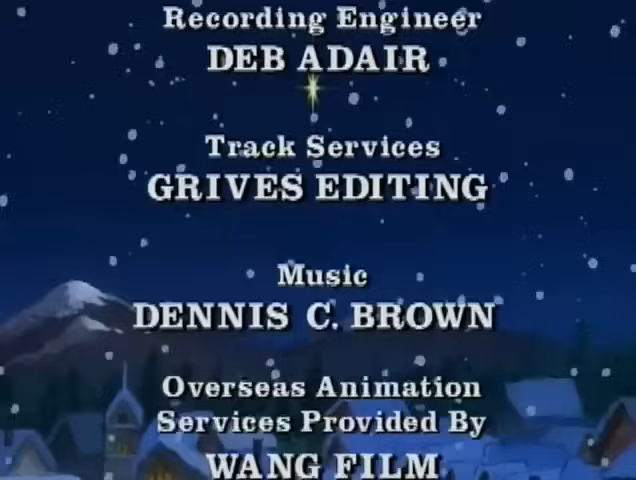 Recording Engineer
DEB ADAIR
Track Services
GRIVES EDITING
Music
DENNIS C. BROWN
Overseas Animation
Services Provided By
WANG FILM